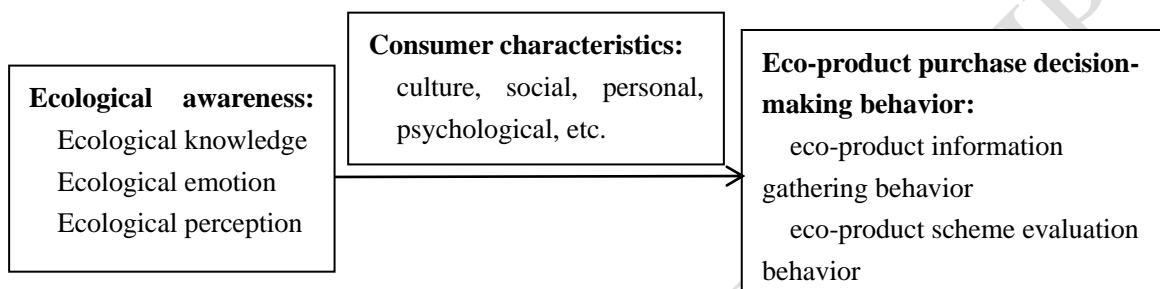 Ecological awareness:
Ecological knowledge
Ecological emotion
Ecological perception
Consumer characteristics:
culture, social, personal,
psychological, etc.
Eco-product purchase decision-
making behavior:
eco-product information
gathering behavior
eco-product scheme evaluation
behavior